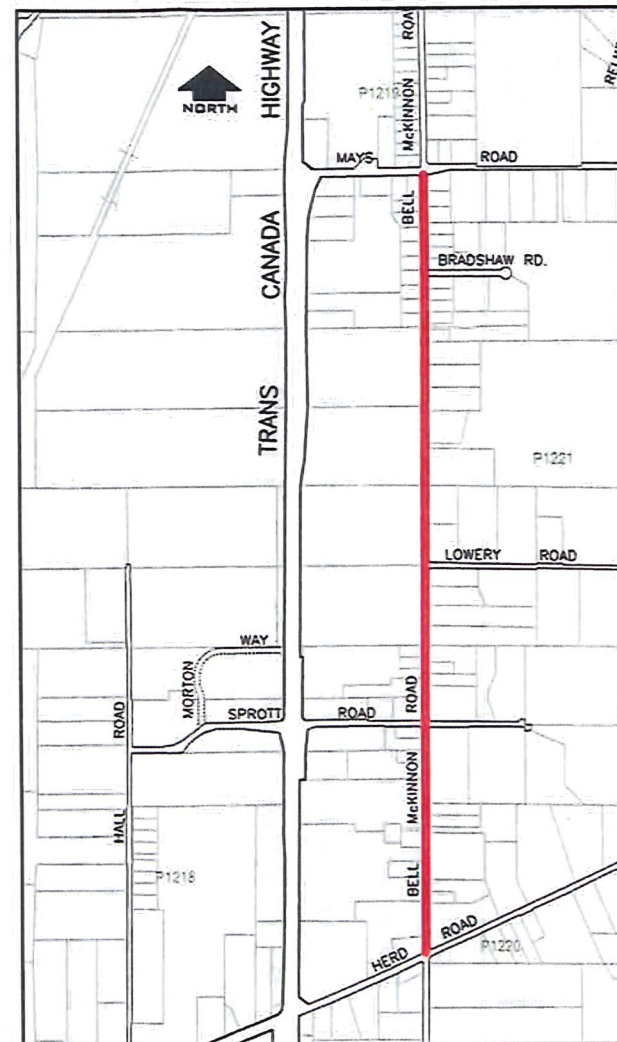 NORTH
HIGHWAY
CANADA
TRANS
P1219
McKINNON
ROA
BELL
MAYS
ROAD
BRADSHAW RD.
P1221
LOWERY
ROAD
WAY
MORTON
SPROTT
ROAD
ROAD
HALL
P1218
ROAD
McKINNON
BELL
HERD
ROAD
P1220